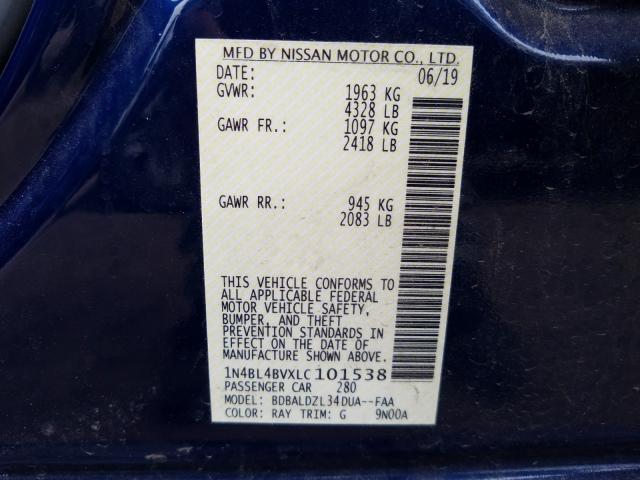 MFD BY NISSAN MOTOR CO., LTD.
DATE: 06/19
GVWR: 1963 KG
4328 LB
GAWR FR.: 1097 KG
2418 LB
GAWR RR.: 945 KG
2083 LB
THIS VEHICLE CONFORMS TO
ALL APPLICABLE FEDERAL
MOTOR VEHICLE SAFETY,
BUMPER, AND THEFT
PREVENTION STANDARDS IN
EFFECT ON THE DATE OF
MANUFACTURE SHOWN ABOVE.
1N4BL4BVXLC101538
PASSENGER CAR 280
MODEL: BDBALDZL34DUA--FAA
COLOR: RAY TRIM: G 9N00A